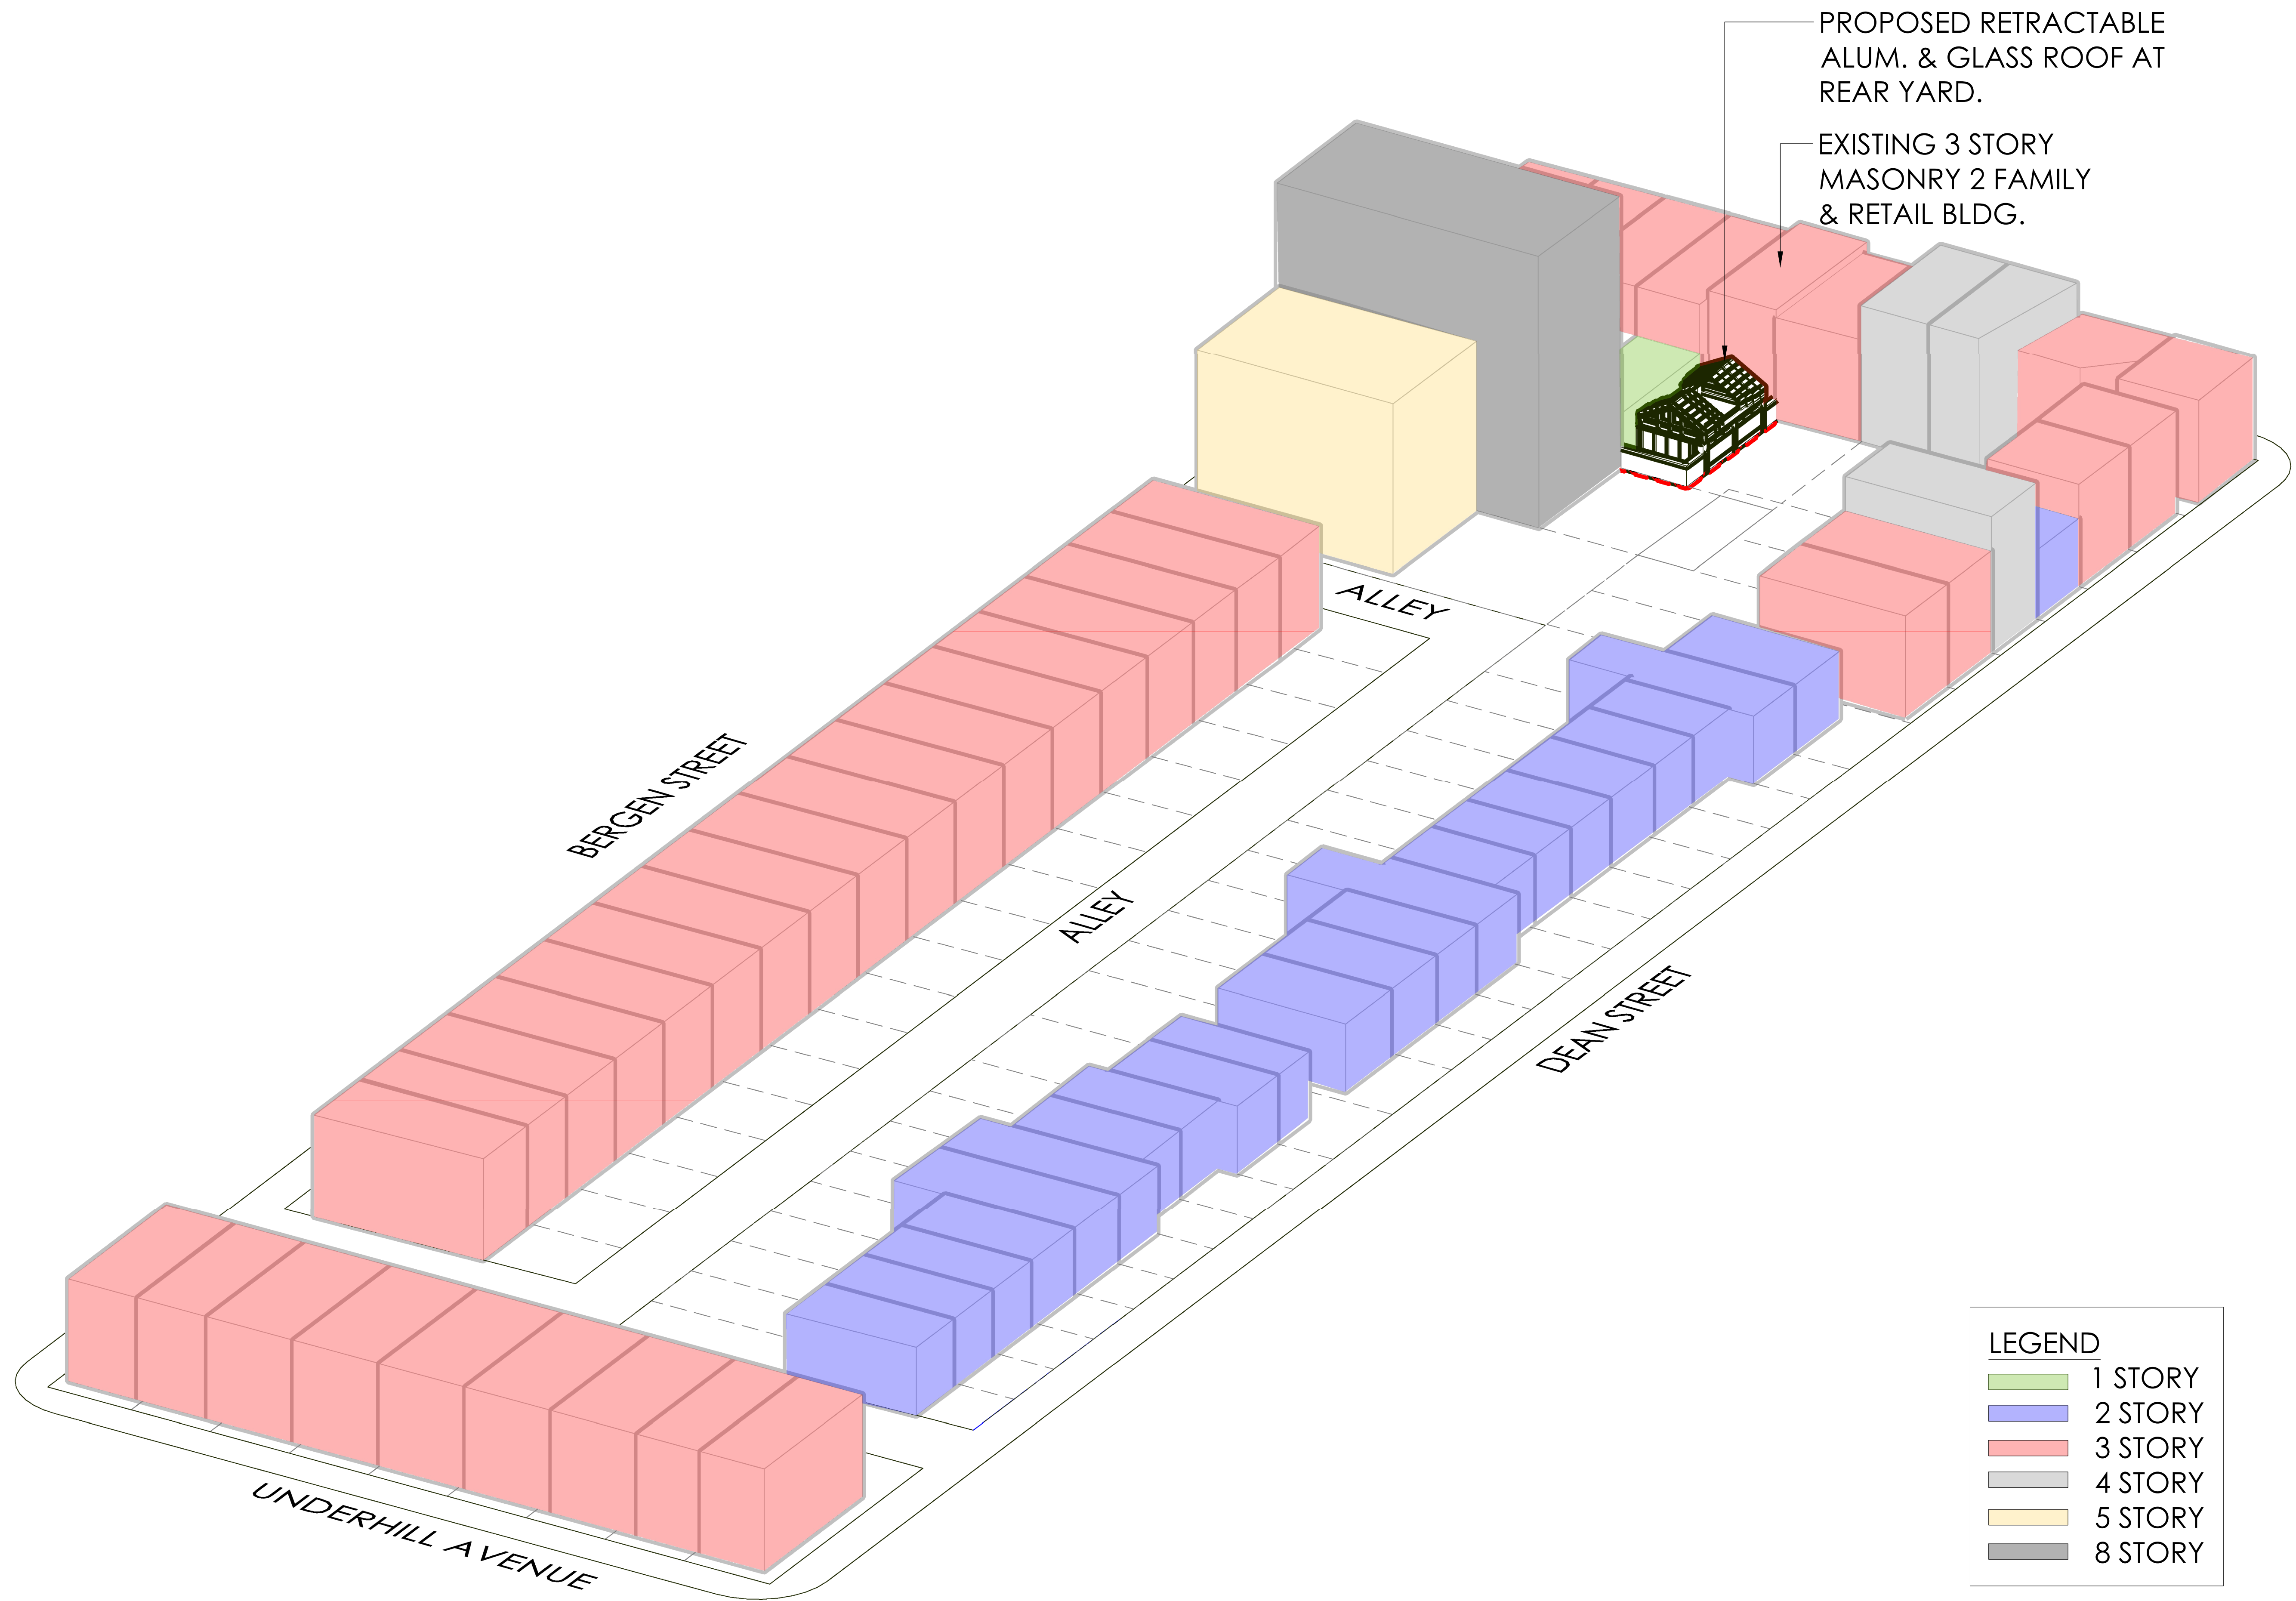 PROPOSED RETRACTABLE
ALUM. & GLASS ROOF AT
REAR YARD.
EXISTING 3 STORY
MASONRY 2 FAMILY
& RETAIL BLDG.
ALLEY
BERGEN STREET
ALLEY
DEAN STREET
UNDERHILL AVENUE
LEGEND
1 STORY
2 STORY
3 STORY
4 STORY
5 STORY
8 STORY